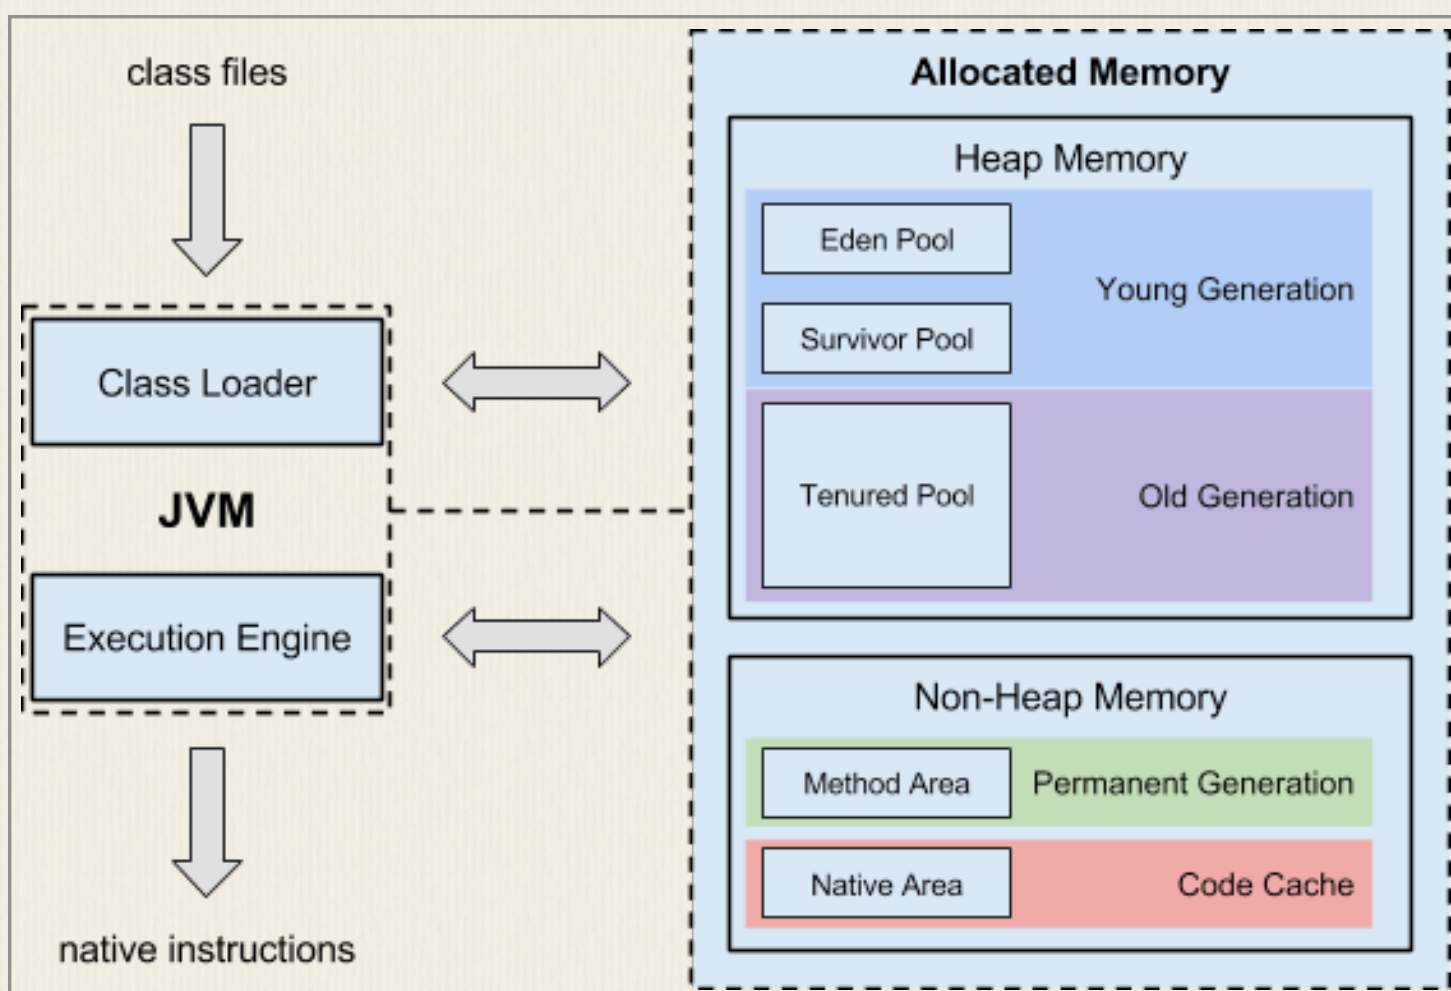 class files
Class Loader
JVM
Execution Engine
native instructions
Allocated Memory
Heap Memory
Eden Pool
Young Generation
Survivor Pool
Tenured Pool
Old Generation
Non-Heap Memory
Method Area
Permanent Generation
Native Area
Code Cache